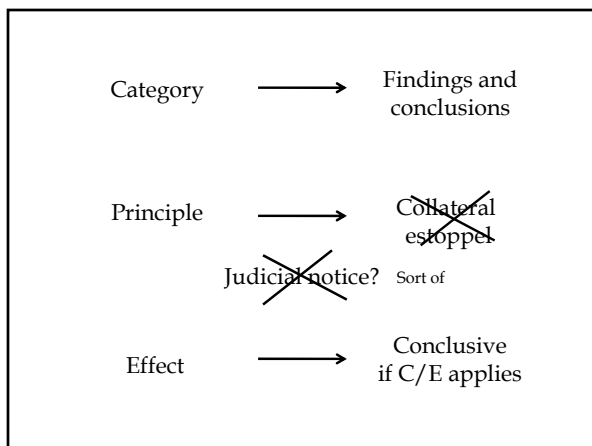 Category
Findings and
conclusions
Principle
Collateral
estoppel
Judicial notice? Sort of
Effect
Conclusive
if C/E applies